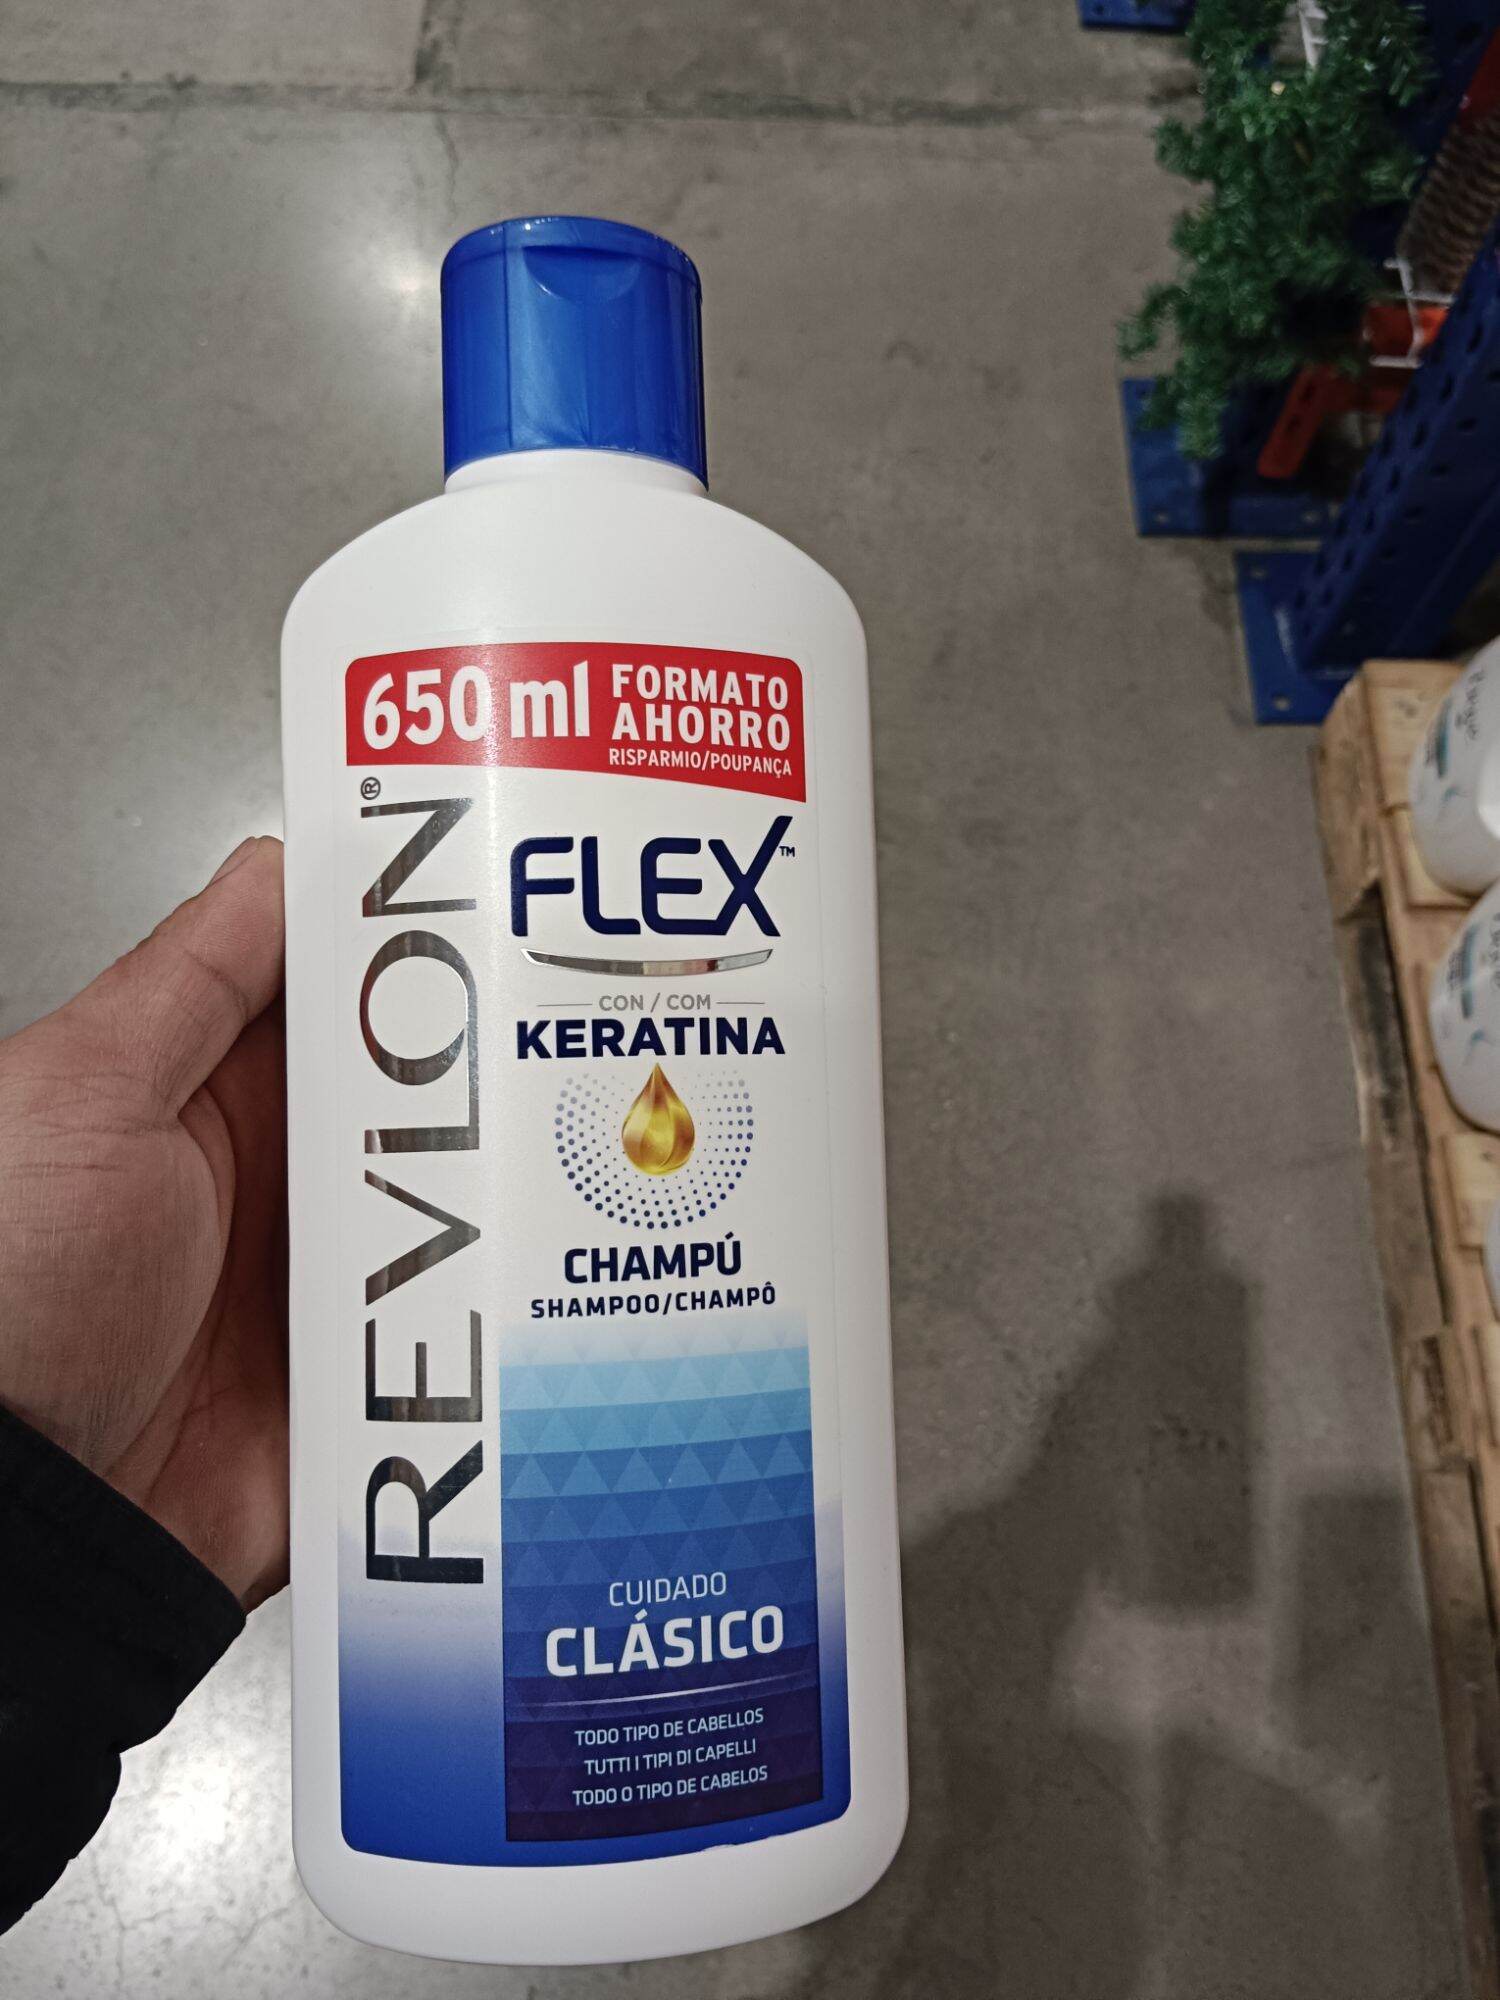 650 ml FORMATO
AHORRO
RISPARMIO/POUPANÇA
REVLON®
FLEX™
CON / COM
KERATINA
CHAMPÚ
SHAMPOO/CHAMPÔ
CUIDADO
CLÁSICO
TODO TIPO DE CABELLOS
TUTTI I TIPI DI CAPELLI
TODO O TIPO DE CABELOS